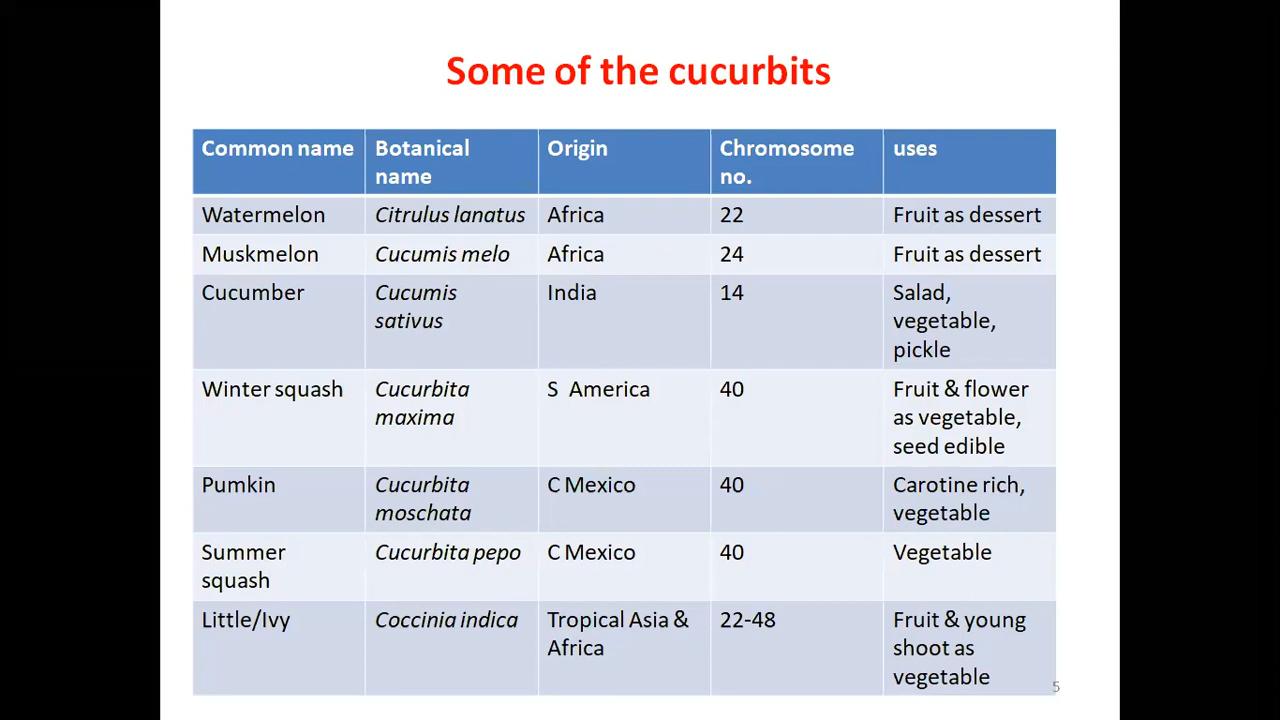 Some of the cucurbits
Common name Botanical name Origin Chromosome no. uses
Watermelon Citrulus lanatus Africa 22 Fruit as dessert
Muskmelon Cucumis melo Africa 24 Fruit as dessert
Cucumber Cucumis sativus India 14 Salad, vegetable, pickle
Winter squash Cucurbita maxima S America 40 Fruit & flower as vegetable, seed edible
Pumkin Cucurbita moschata C Mexico 40 Carotine rich, vegetable
Summer squash Cucurbita pepo C Mexico 40 Vegetable
Little/Ivy Coccinia indica Tropical Asia & Africa 22-48 Fruit & young shoot as vegetable
5